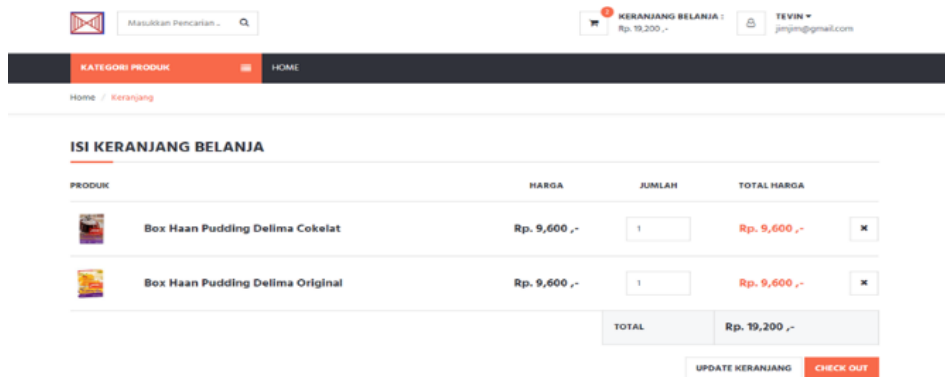 Masukkan Pencarian ..
2
KERANJANG BELANJA :
Rp. 19,200 ,-
TEVIN
jimjim@gmail.com
KATEGORI PRODUK
HOME
Home / Keranjang
ISI KERANJANG BELANJA
PRODUK HARGA JUMLAH TOTAL HARGA
Box Haan Pudding Delima Cokelat Rp. 9,600 ,- 1 Rp. 9,600 ,-
Box Haan Pudding Delima Original Rp. 9,600 ,- 1 Rp. 9,600 ,-
TOTAL Rp. 19,200 ,-
UPDATE KERANJANG CHECK OUT